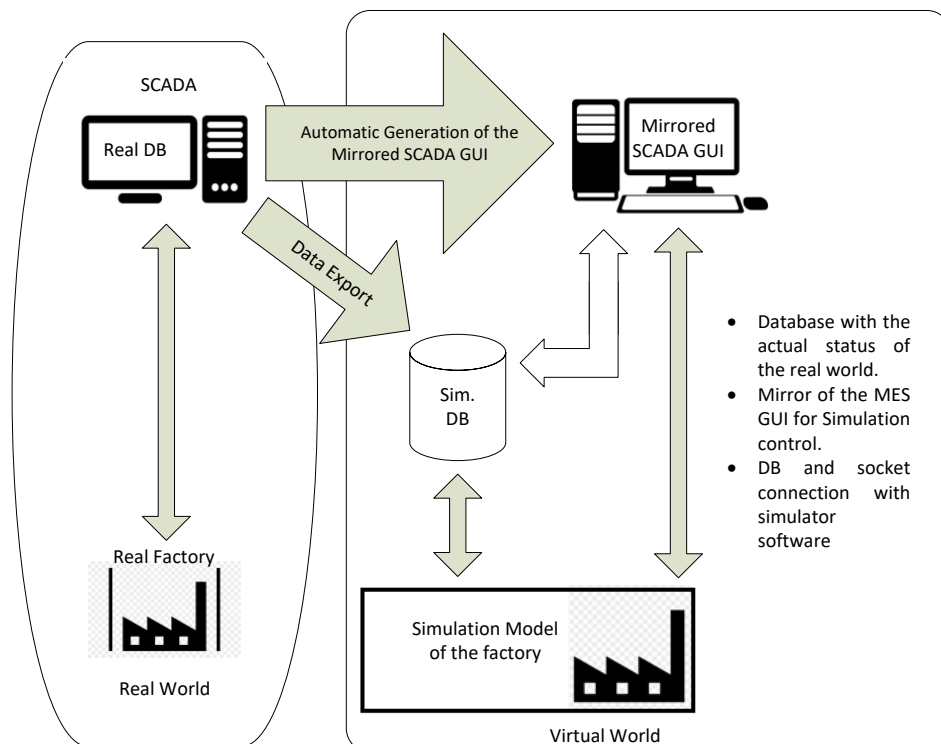 SCADA
Real DB
Automatic Generation of the
Mirrored SCADA GUI
Mirrored
SCADA GUI
Data Export
Sim.
DB
• Database with the
actual status of
the real world.
• Mirror of the MES
GUI for Simulation
control.
• DB and socket
connection with
simulator
software
Real Factory
Real World
Simulation Model
of the factory
Virtual World